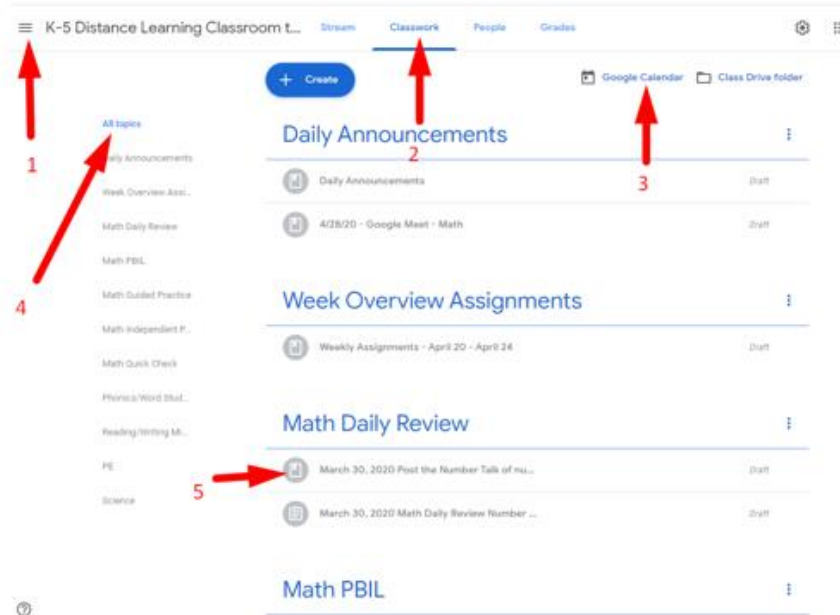 K-5 Distance Learning Classroom t... Stream Classwork People Grades
+ Create Google Calendar Class Drive folder
All topics
Daily Announcements
Week Overview Assi...
Math Daily Review
Math PBIL
Math Guided Practice
Math Independent P...
Math Quick Check
Phonics/Word Stud...
Reading/Writing Mi...
PE
Science
Daily Announcements
Daily Announcements Draft
4/28/20 - Google Meet - Math Draft
Week Overview Assignments
Weekly Assignments - April 20 - April 24 Draft
Math Daily Review
March 30, 2020 Post the Number Talk of nu... Draft
March 30, 2020 Math Daily Review Number ... Draft
Math PBIL
1
2
3
4
5